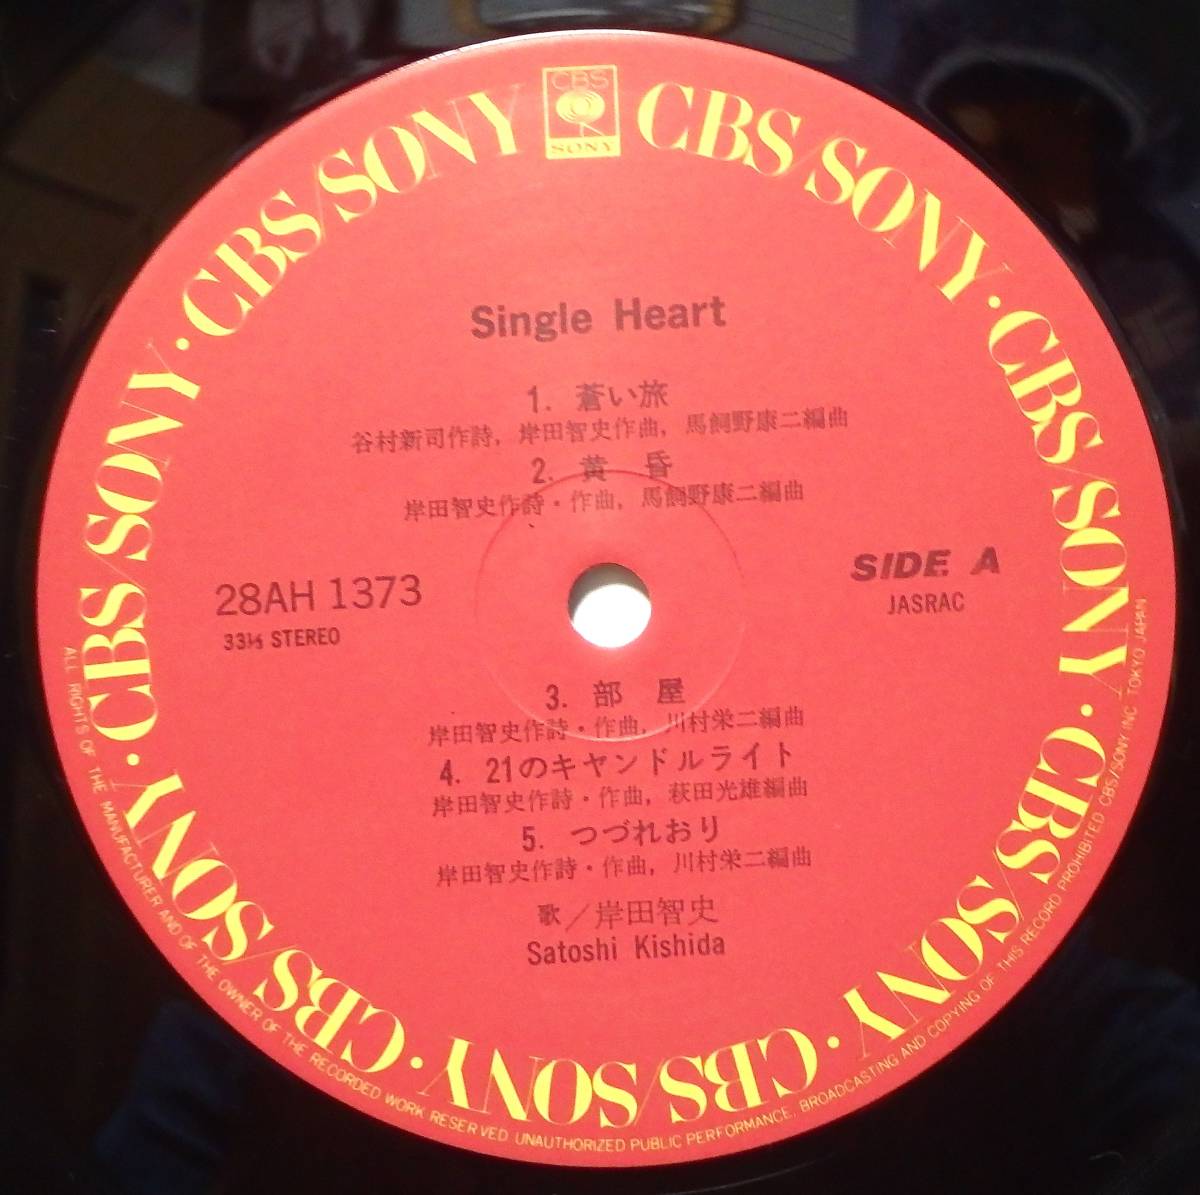 CBS
SONY
CBS/SONY · CBS/SONY · CBS/SONY · CBS/SONY · CBS/SONY · CBS/SONY · CBS/SONY
Single Heart
1. 蒼い旅
谷村新司作詩, 岸田智史作曲, 馬飼野康二編曲
2. 黄 昏
岸田智史作詩・作曲, 馬飼野康二編曲
28AH 1373
33⅓ STEREO
SIDE A
JASRAC
3. 部 屋
岸田智史作詩・作曲, 川村栄二編曲
4. 21のキャンドルライト
岸田智史作詩・作曲, 萩田光雄編曲
5. つづれおり
岸田智史作詩・作曲, 川村栄二編曲
歌／岸田智史
Satoshi Kishida
ALL RIGHTS OF THE MANUFACTURER AND OF THE OWNER OF THE RECORDED WORK RESERVED UNAUTHORIZED PUBLIC PERFORMANCE, BROADCASTING AND COPYING OF THIS RECORD PROHIBITED CBS/SONY INC. TOKYO JAPAN